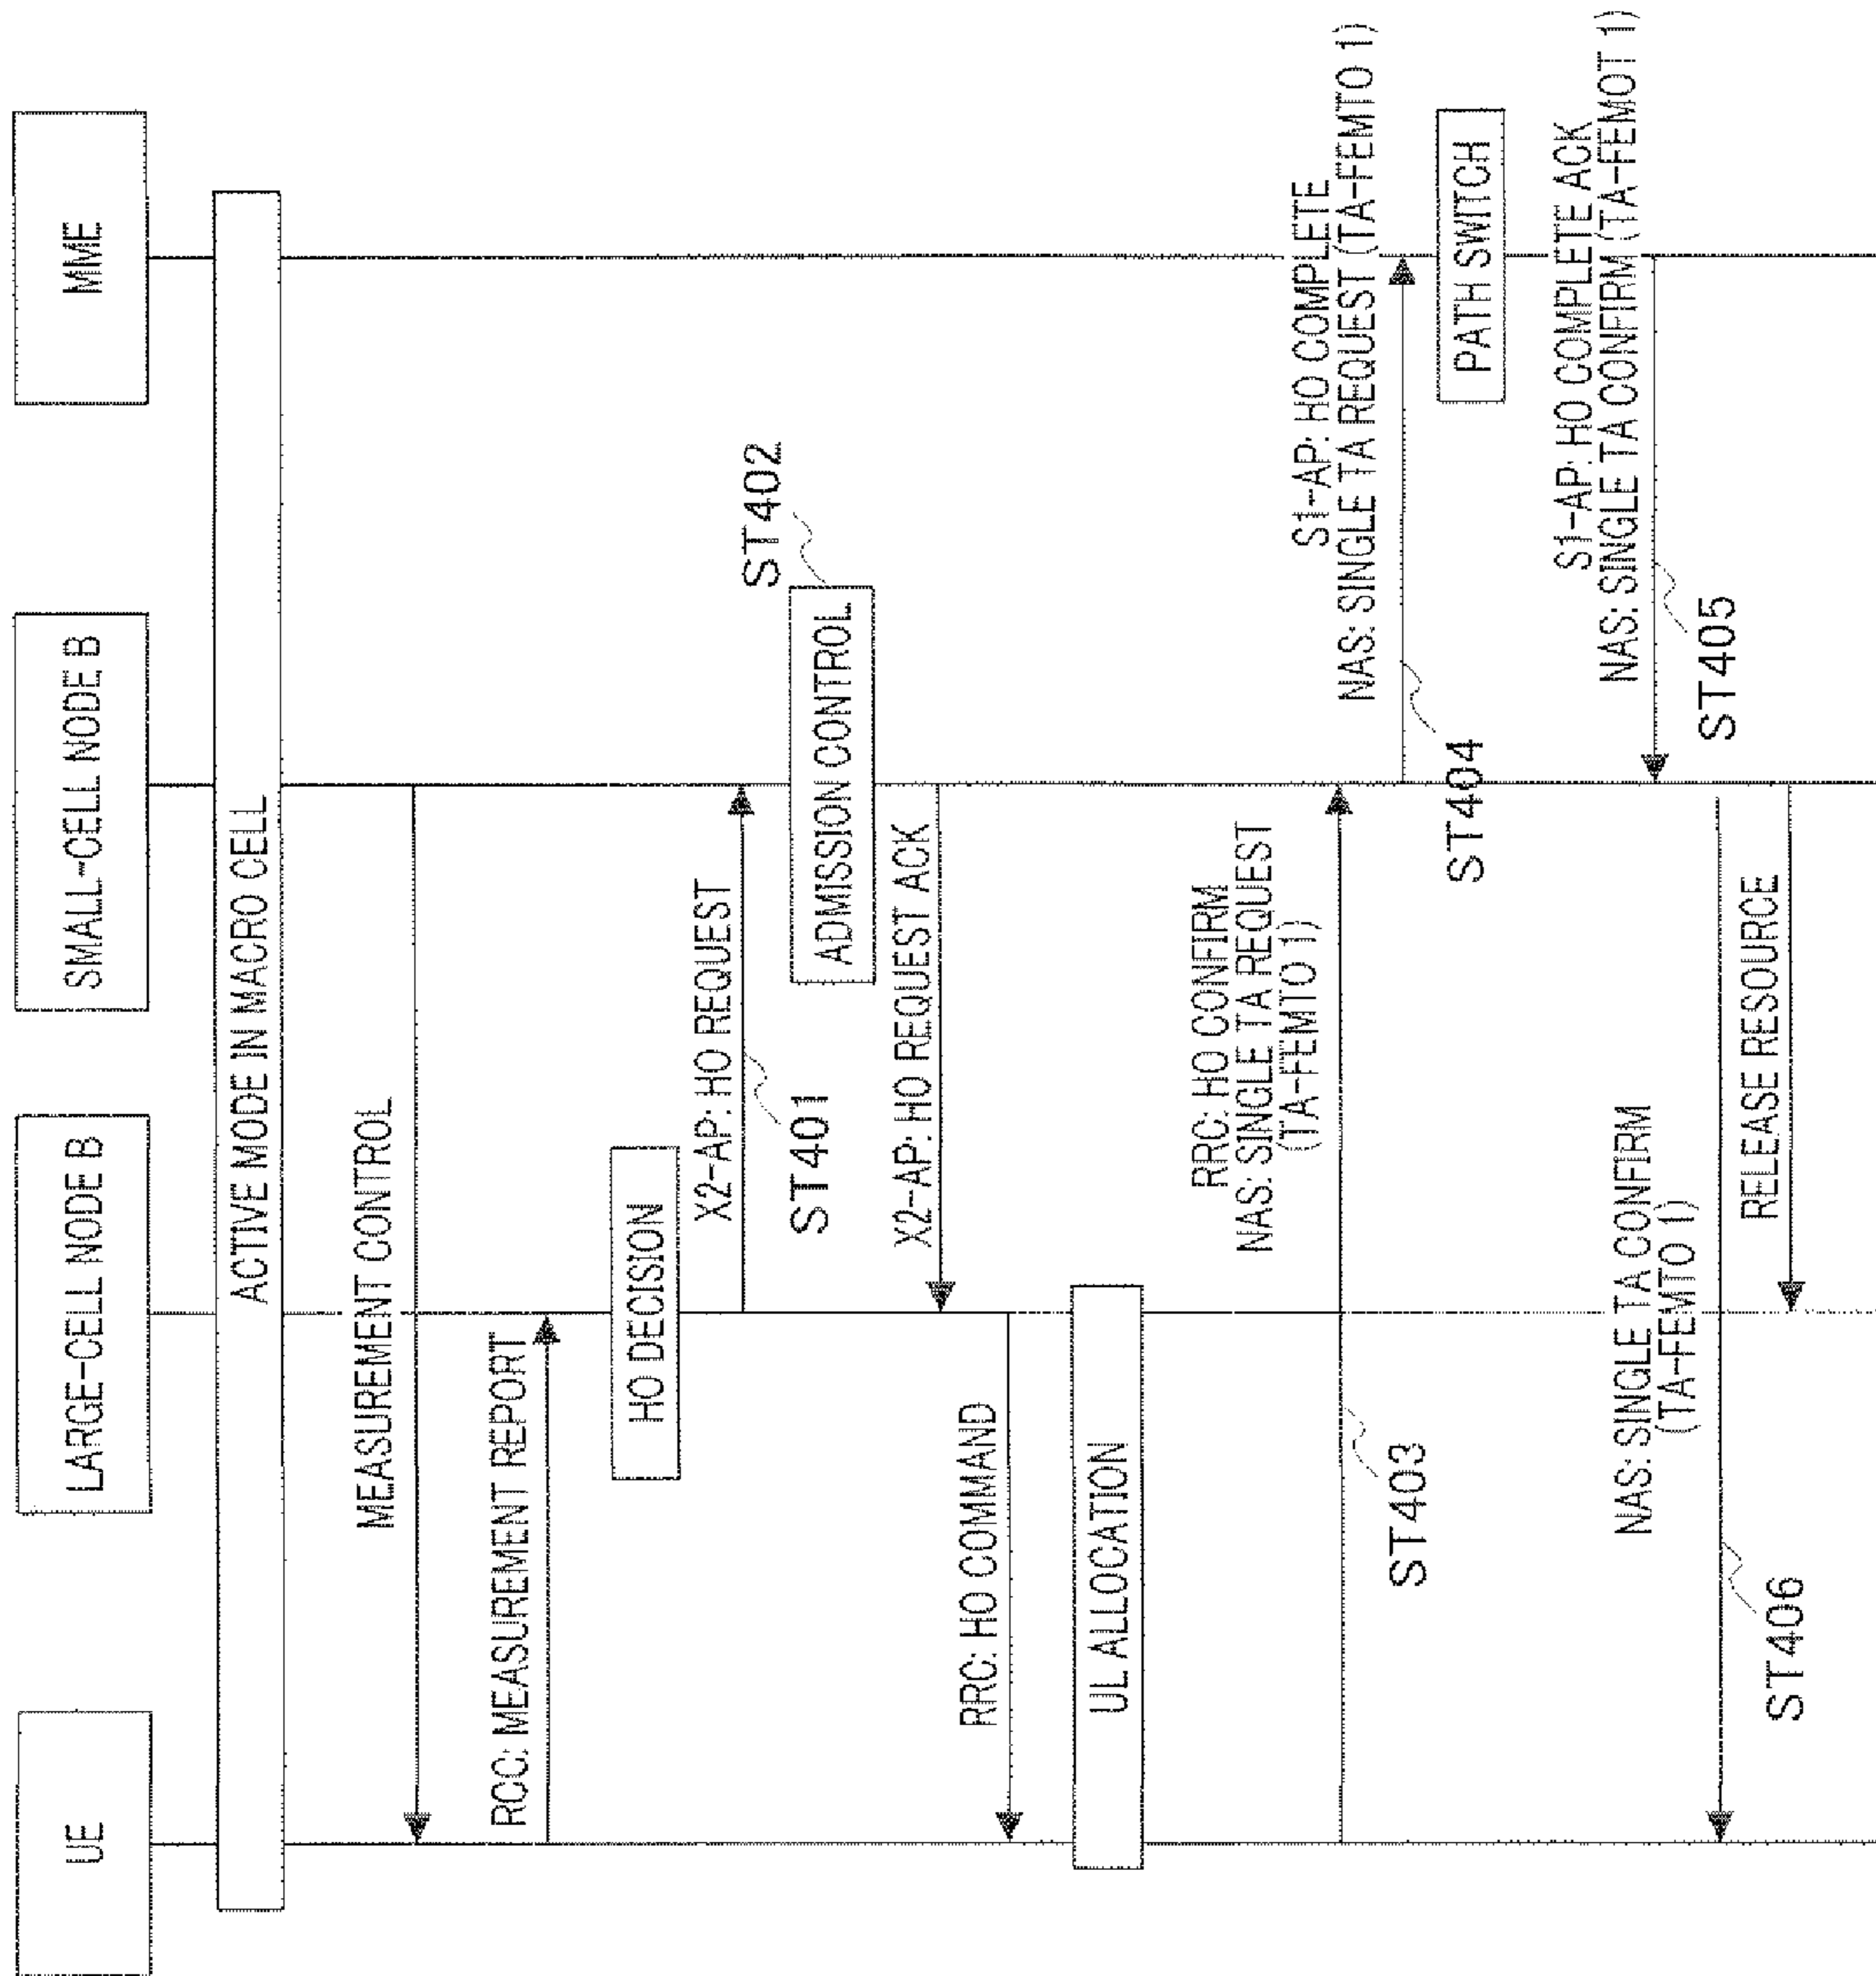 UE
LARGE-CELL NODE B
SMALL-CELL NODE B
MME
ACTIVE MODE IN MACRO CELL
MEASUREMENT CONTROL
RCC: MEASUREMENT REPORT
HO DECISION
X2-AP: HO REQUEST
ST401
ST402
ADMISSION CONTROL
X2-AP: HO REQUEST ACK
RRC: HO COMMAND
UL ALLOCATION
RRC: HO CONFIRM
NAS: SINGLE TA REQUEST
(TA-FEMTO 1)
ST403
S1-AP: HO COMPLETE
NAS: SINGLE TA REQUEST (TA-FEMTO 1)
ST404
PATH SWITCH
S1-AP: HO COMPLETE ACK
NAS: SINGLE TA CONFIRM (TA-FEMOT 1)
ST405
NAS: SINGLE TA CONFIRM
(TA-FEMTO 1)
ST406
RELEASE RESOURCE